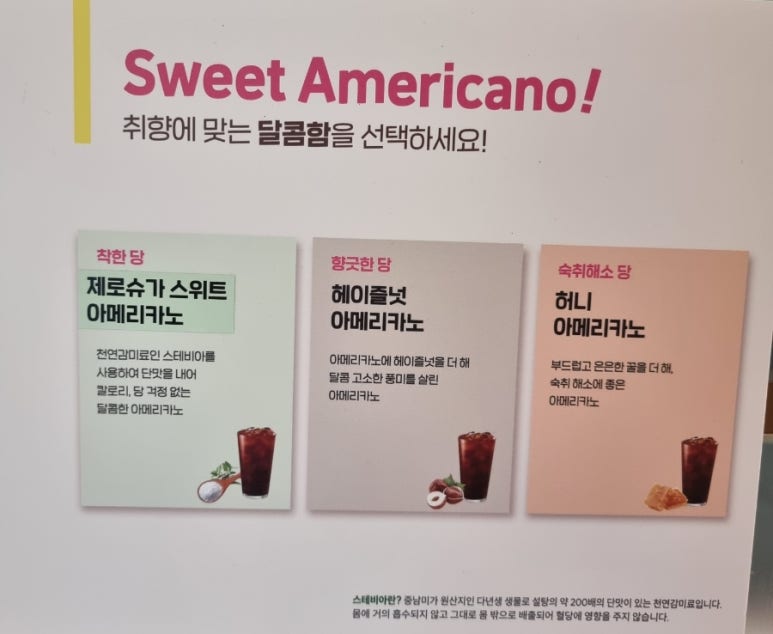 Sweet Americano!
취향에 맞는 달콤함을 선택하세요!
착한 당
제로슈가 스위트
아메리카노
천연감미료인 스테비아를
사용하여 단맛을 내어
칼로리, 당 걱정 없는
달콤한 아메리카노
향긋한 당
헤이즐넛
아메리카노
아메리카노에 헤이즐넛을 더 해
달콤 고소한 풍미를 살린
아메리카노
숙취해소 당
허니
아메리카노
부드럽고 은은한 꿀을 더 해,
숙취 해소에 좋은
아메리카노
스테비아란? 중남미가 원산지인 다년생 생물로 설탕의 약 200배의 단맛이 있는 천연감미료입니다.
몸에 거의 흡수되지 않고 그대로 몸 밖으로 배출되어 혈당에 영향을 주지 않습니다.